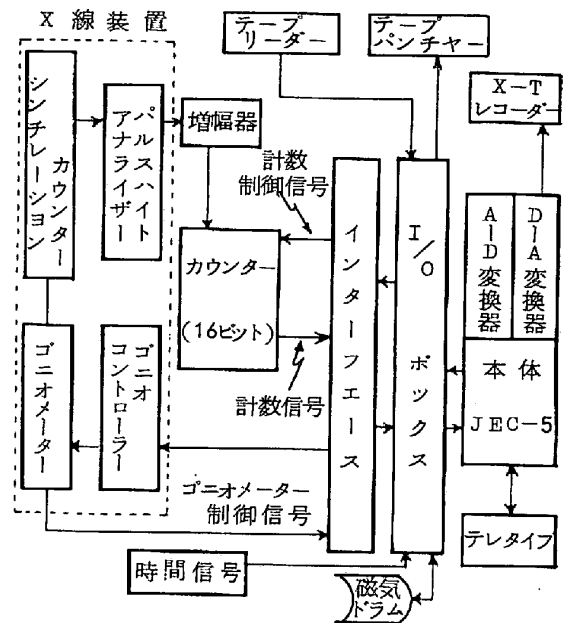 X線装置
シンチレーション
カウンター
パルスハイト
アナライザー
増幅器
テープ
リーダー
テープ
パンチャー
X-T
レコーダー
計数
制御信号
カウンター
(16ビット)
計数信号
インターフェース
I/O
ボックス
A-D変換器
D-A変換器
本体
JEC-5
ゴニオメーター
ゴニオ
コントローラー
ゴニオメーター
制御信号
時間信号
磁気
ドラム
テレタイプ